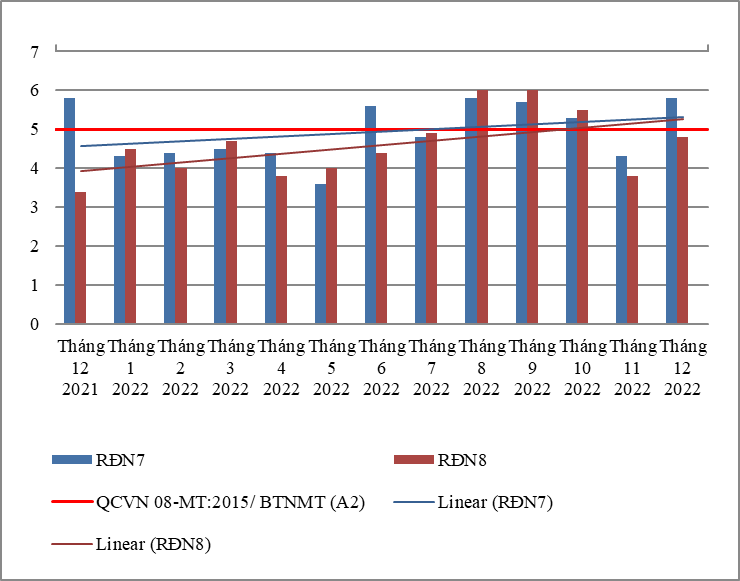 7
6
5
4
3
2
1
0
Tháng Tháng Tháng Tháng Tháng Tháng Tháng Tháng Tháng Tháng Tháng Tháng Tháng
12 1 2 3 4 5 6 7 8 9 10 11 12
2021 2022 2022 2022 2022 2022 2022 2022 2022 2022 2022 2022 2022
RĐN7 RĐN8
QCVN 08-MT:2015/ BTNMT (A2) Linear (RĐN7)
Linear (RĐN8)